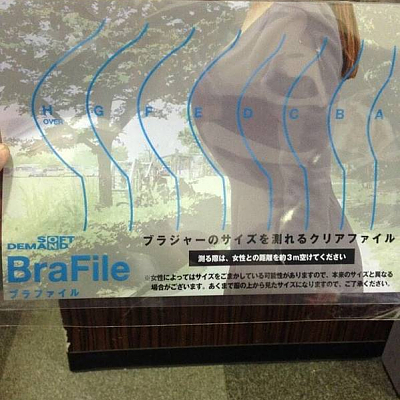 H G F E D C B A
OVER
ブラジャーのサイズを測れるクリアファイル
SOFT
DEMAND
BraFile
ブラファイル
測る際は、女性との距離を約3m空けてください
※女性によってはサイズをごまかしている可能性がありますので、本来のサイズと異なる
場合がございます。あくまで服の上から見たサイズになりますので、ご了承ください。